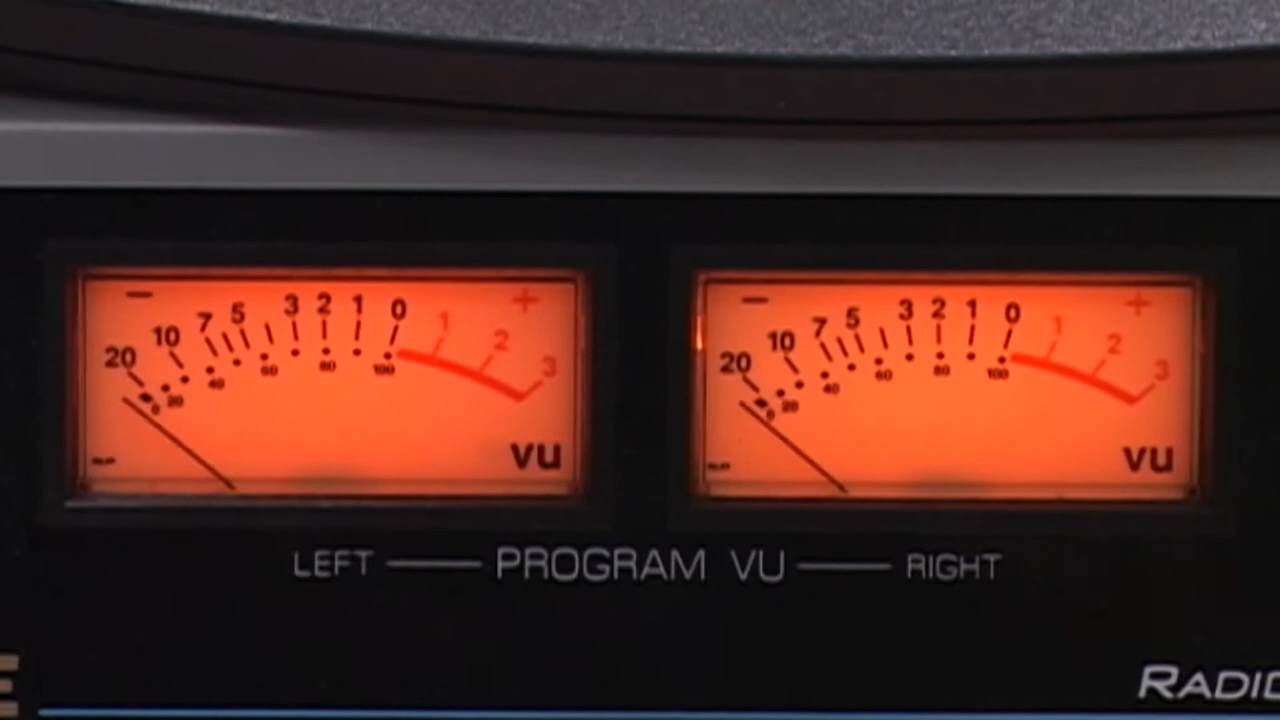 − 20 10 7 5 3 2 1 0 1 2 3 +
0 20 40 60 80 100
VU
− 20 10 7 5 3 2 1 0 1 2 3 +
0 20 40 60 80 100
VU
LEFT — PROGRAM VU — RIGHT
E
RADIO